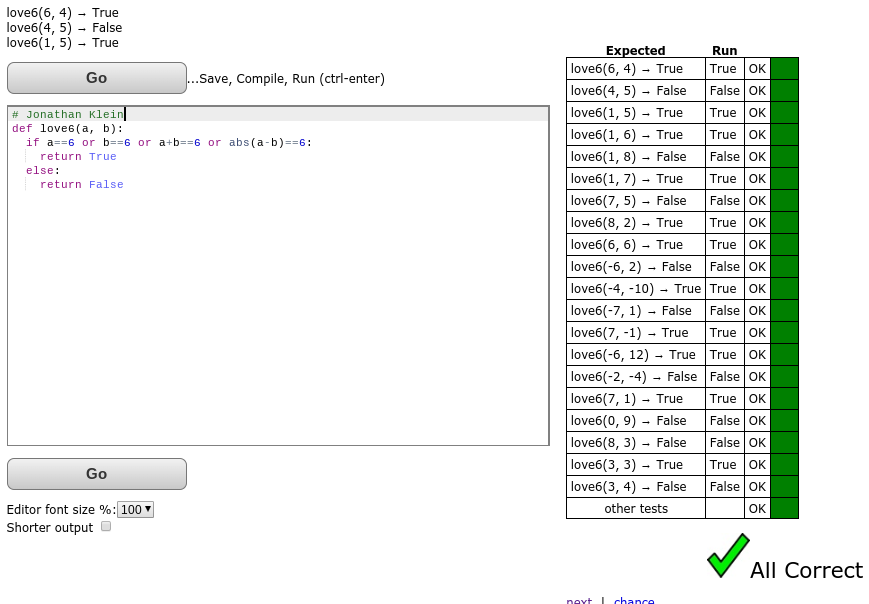 love6(6, 4) → True
love6(4, 5) → False
love6(1, 5) → True
Go
...Save, Compile, Run (ctrl-enter)
# Jonathan Klein
def love6(a, b):
  if a==6 or b==6 or a+b==6 or abs(a-b)==6:
    return True
  else:
    return False
Go
Editor font size %: 100
Shorter output
Expected Run
love6(6, 4) → True True OK
love6(4, 5) → False False OK
love6(1, 5) → True True OK
love6(1, 6) → True True OK
love6(1, 8) → False False OK
love6(1, 7) → True True OK
love6(7, 5) → False False OK
love6(8, 2) → True True OK
love6(6, 6) → True True OK
love6(-6, 2) → False False OK
love6(-4, -10) → True True OK
love6(-7, 1) → False False OK
love6(7, -1) → True True OK
love6(-6, 12) → True True OK
love6(-2, -4) → False False OK
love6(7, 1) → True True OK
love6(0, 9) → False False OK
love6(8, 3) → False False OK
love6(3, 3) → True True OK
love6(3, 4) → False False OK
other tests OK
All Correct
next | chance